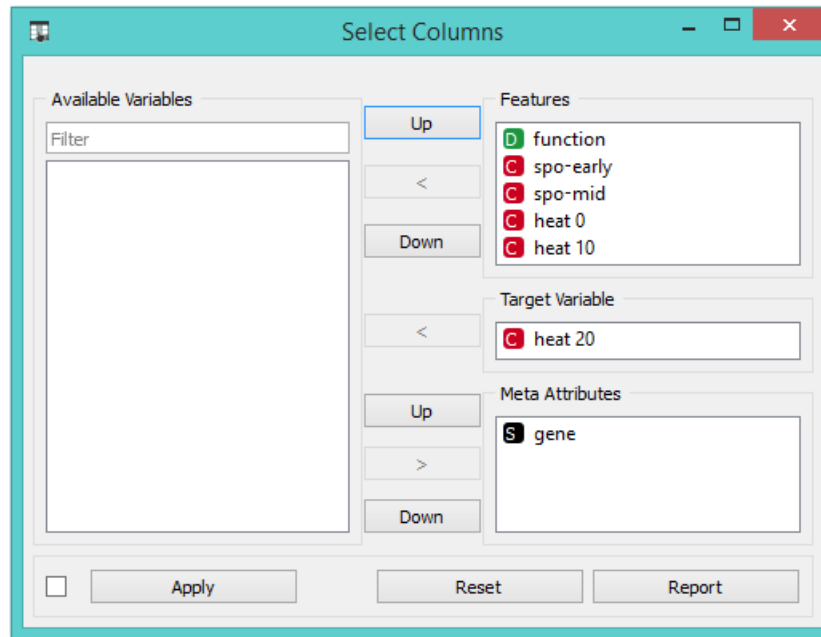 Select Columns
Available Variables
Filter
Up
<
Down
<
Up
>
Down
Features
D function
C spo-early
C spo-mid
C heat 0
C heat 10
Target Variable
C heat 20
Meta Attributes
S gene
Apply
Reset
Report